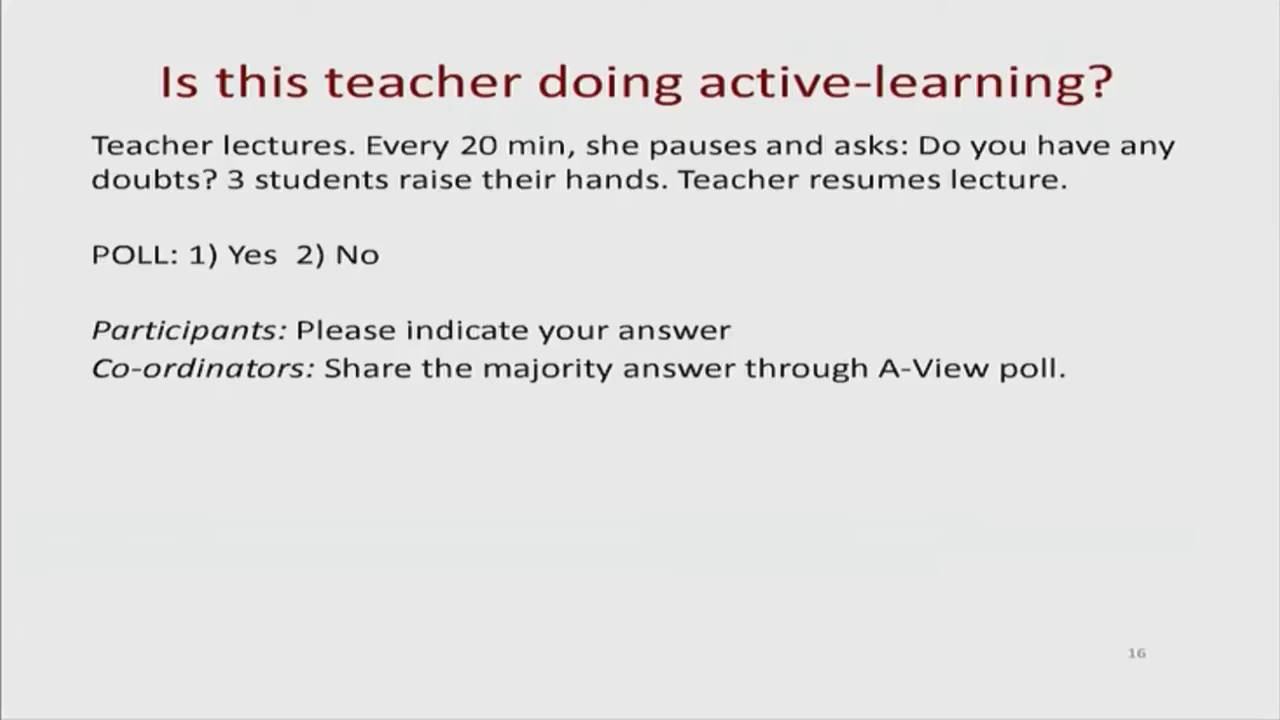 Is this teacher doing active-learning?
Teacher lectures. Every 20 min, she pauses and asks: Do you have any
doubts? 3 students raise their hands. Teacher resumes lecture.
POLL: 1) Yes  2) No
Participants: Please indicate your answer
Co-ordinators: Share the majority answer through A-View poll.
16